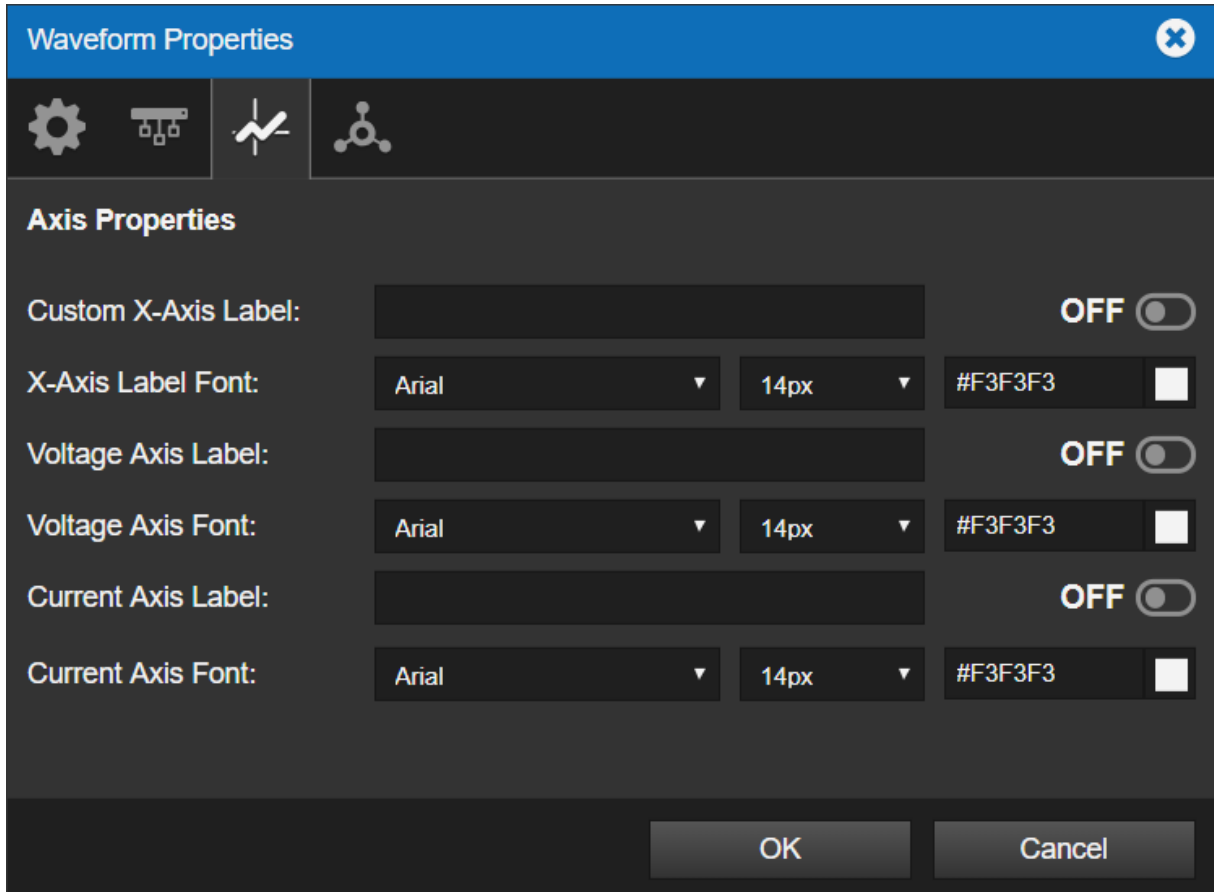 Waveform Properties
Axis Properties
Custom X-Axis Label: OFF
X-Axis Label Font: Arial 14px #F3F3F3
Voltage Axis Label: OFF
Voltage Axis Font: Arial 14px #F3F3F3
Current Axis Label: OFF
Current Axis Font: Arial 14px #F3F3F3
OK Cancel